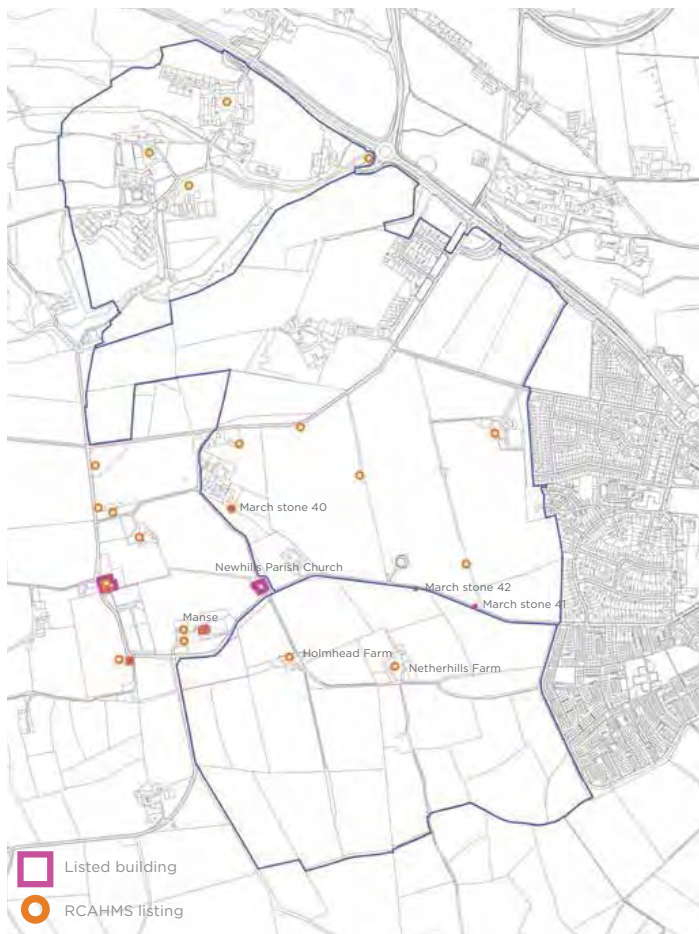 March stone 40
Newhills Parish Church
March stone 42
March stone 41
Manse
Holmhead Farm
Netherhills Farm
Listed building
RCAHMS listing